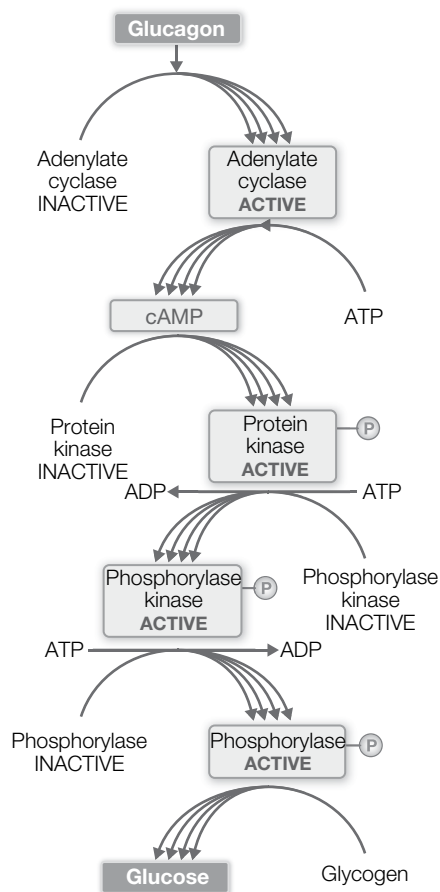 Glucagon
Adenylate
cyclase
INACTIVE
Adenylate
cyclase
ACTIVE
cAMP
ATP
Protein
kinase
INACTIVE
Protein
kinase
ACTIVE
P
ADP
ATP
Phosphorylase
kinase
ACTIVE
P
Phosphorylase
kinase
INACTIVE
ATP
ADP
Phosphorylase
INACTIVE
Phosphorylase
ACTIVE
P
Glucose
Glycogen